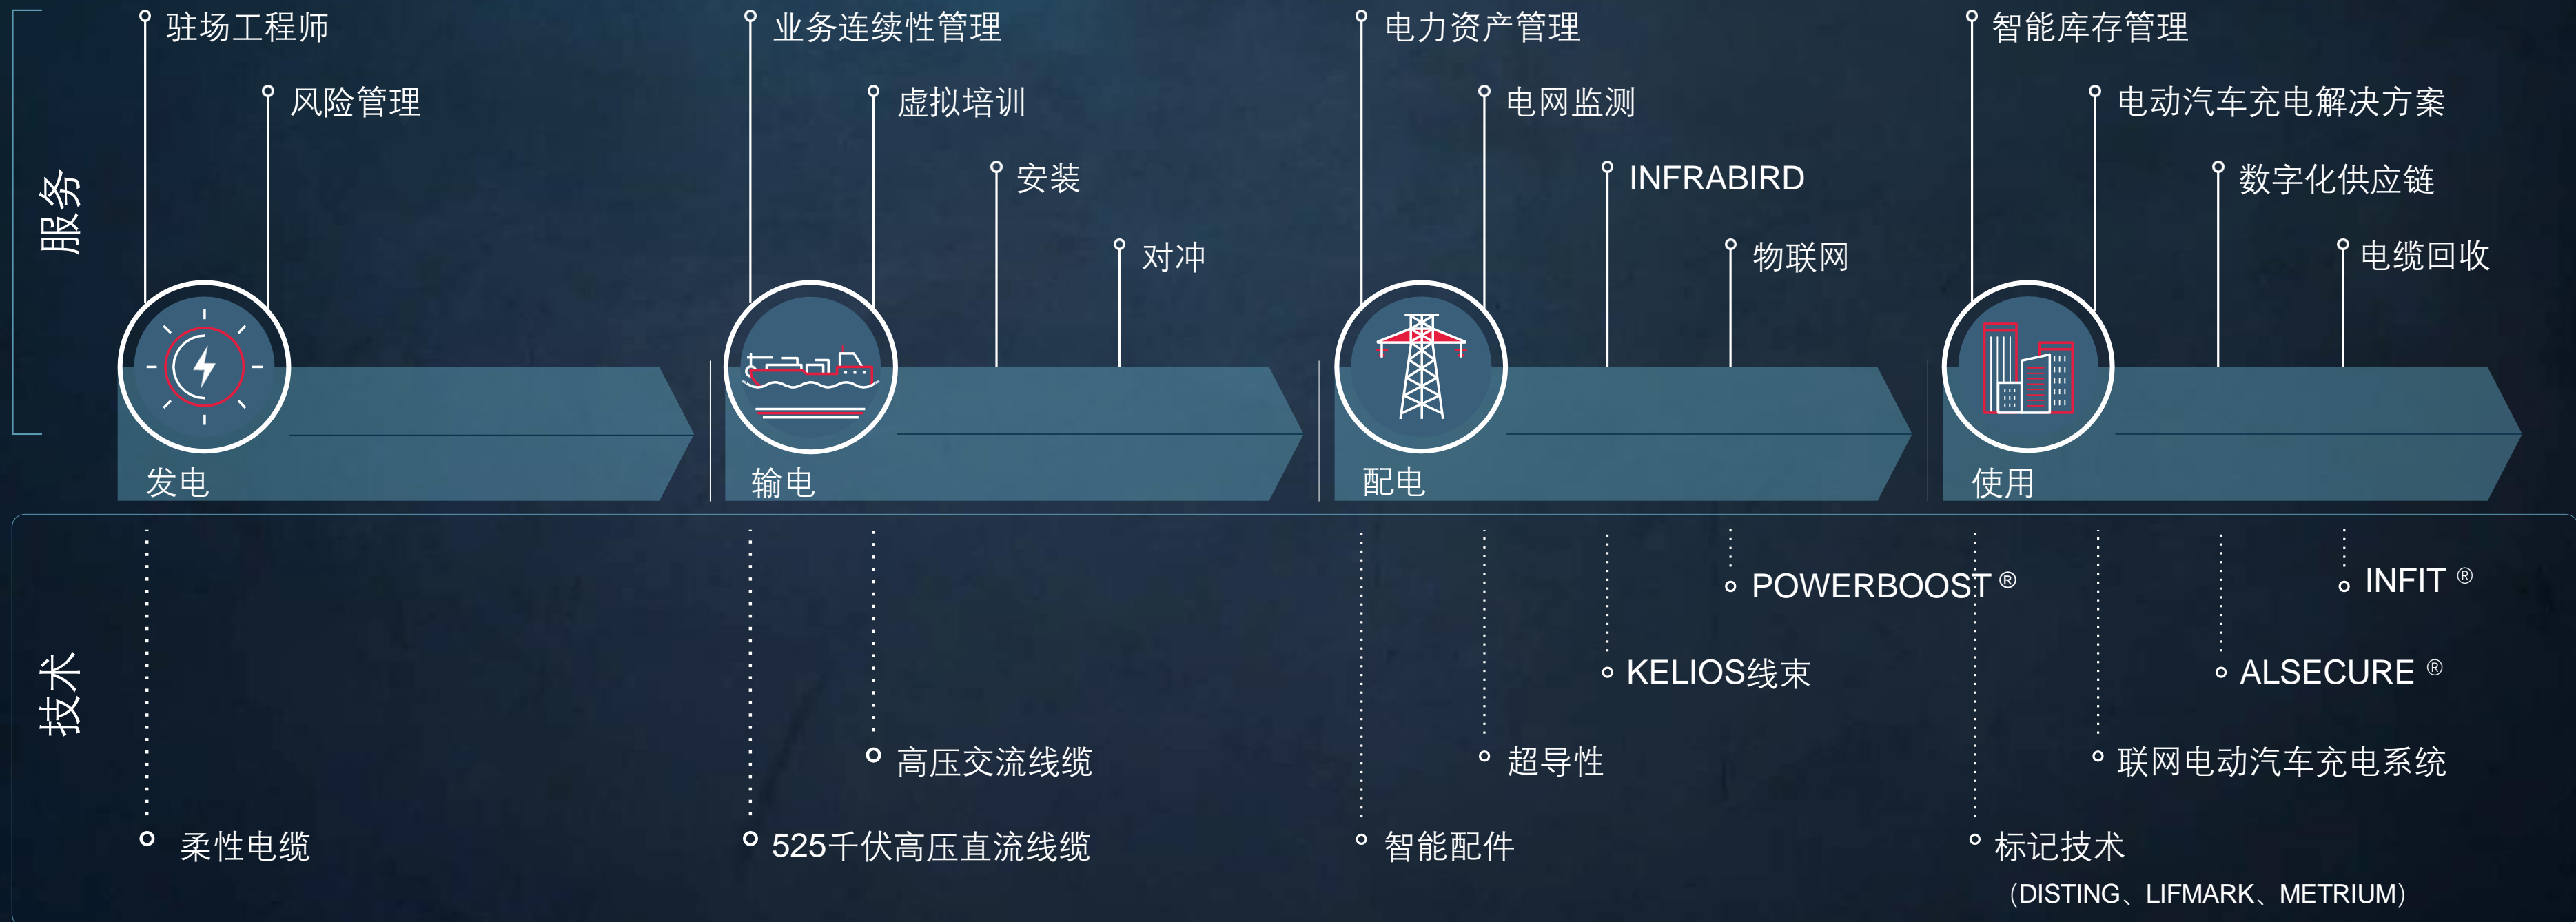 服务
驻场工程师
风险管理
业务连续性管理
虚拟培训
安装
对冲
电力资产管理
电网监测
INFRABIRD
物联网
智能库存管理
电动汽车充电解决方案
数字化供应链
电缆回收
发电
输电
配电
使用
技术
柔性电缆
高压交流线缆
525千伏高压直流线缆
POWERBOOST ®
KELIOS线束
超导性
智能配件
INFIT ®
ALSECURE ®
联网电动汽车充电系统
标记技术
（DISTING、LIFMARK、METRIUM）